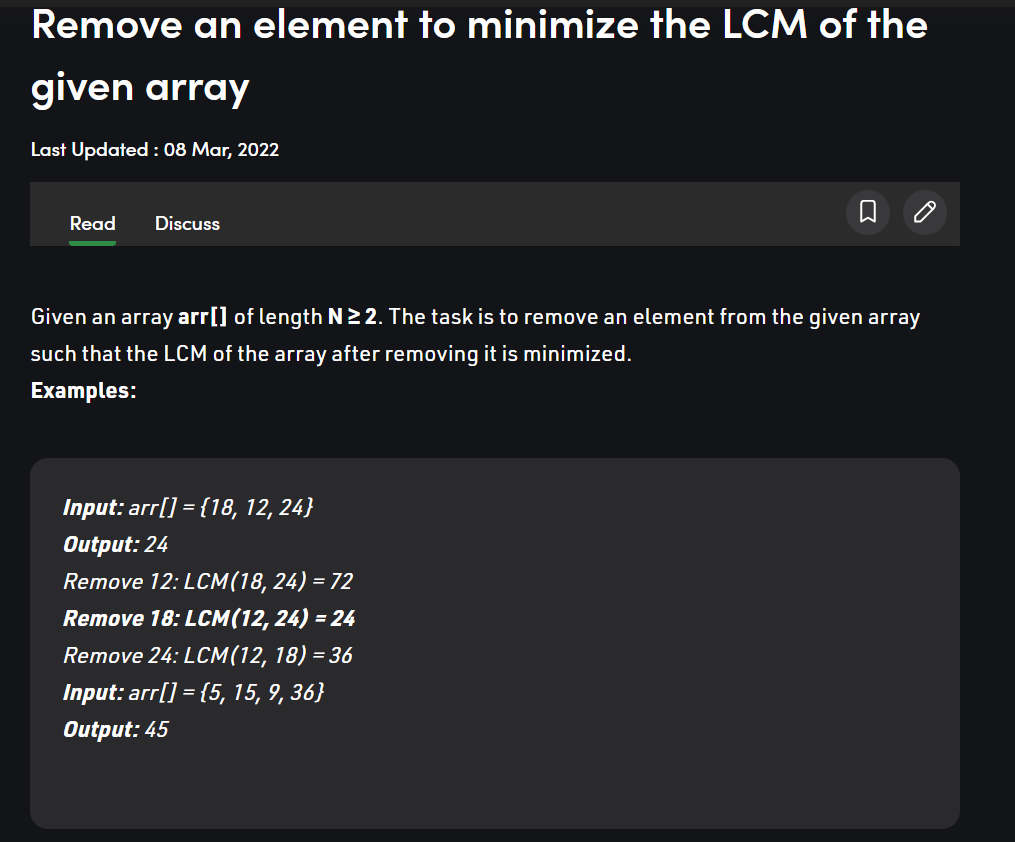 Remove an element to minimize the LCM of the
given array
Last Updated : 08 Mar, 2022
Read Discuss
Given an array arr[] of length N ≥ 2. The task is to remove an element from the given array
such that the LCM of the array after removing it is minimized.
Examples:
Input: arr[] = {18, 12, 24}
Output: 24
Remove 12: LCM(18, 24) = 72
Remove 18: LCM(12, 24) = 24
Remove 24: LCM(12, 18) = 36
Input: arr[] = {5, 15, 9, 36}
Output: 45